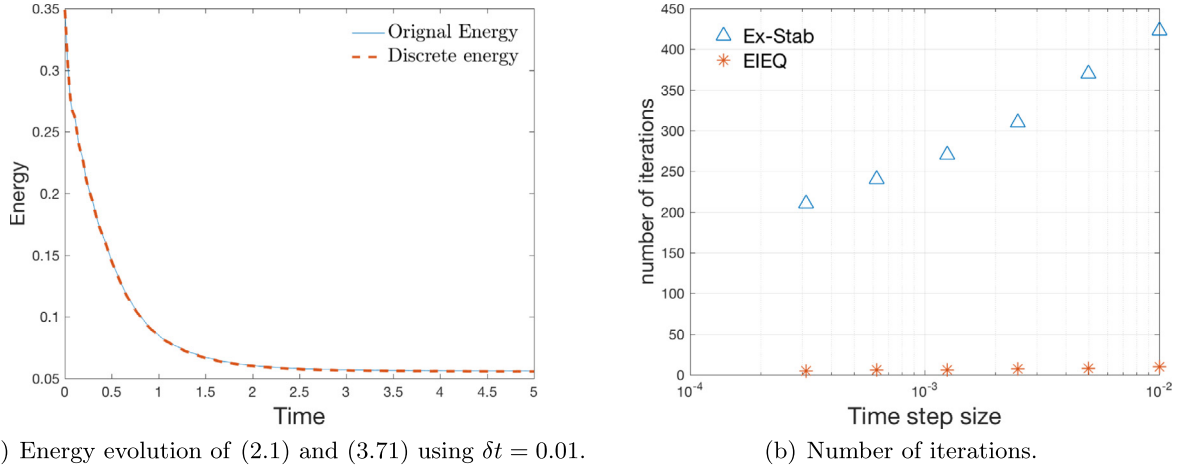 0.35
0.3
0.25
0.2
0.15
0.1
0.05
Energy
Orignal Energy
Discrete energy
0 0.5 1 1.5 2 2.5 3 3.5 4 4.5 5
Time
) Energy evolution of (2.1) and (3.71) using δt = 0.01.
450
400
350
300
250
200
150
100
50
0
number of iterations
Ex-Stab
EIEQ
10^-4 10^-3 10^-2
Time step size
(b) Number of iterations.